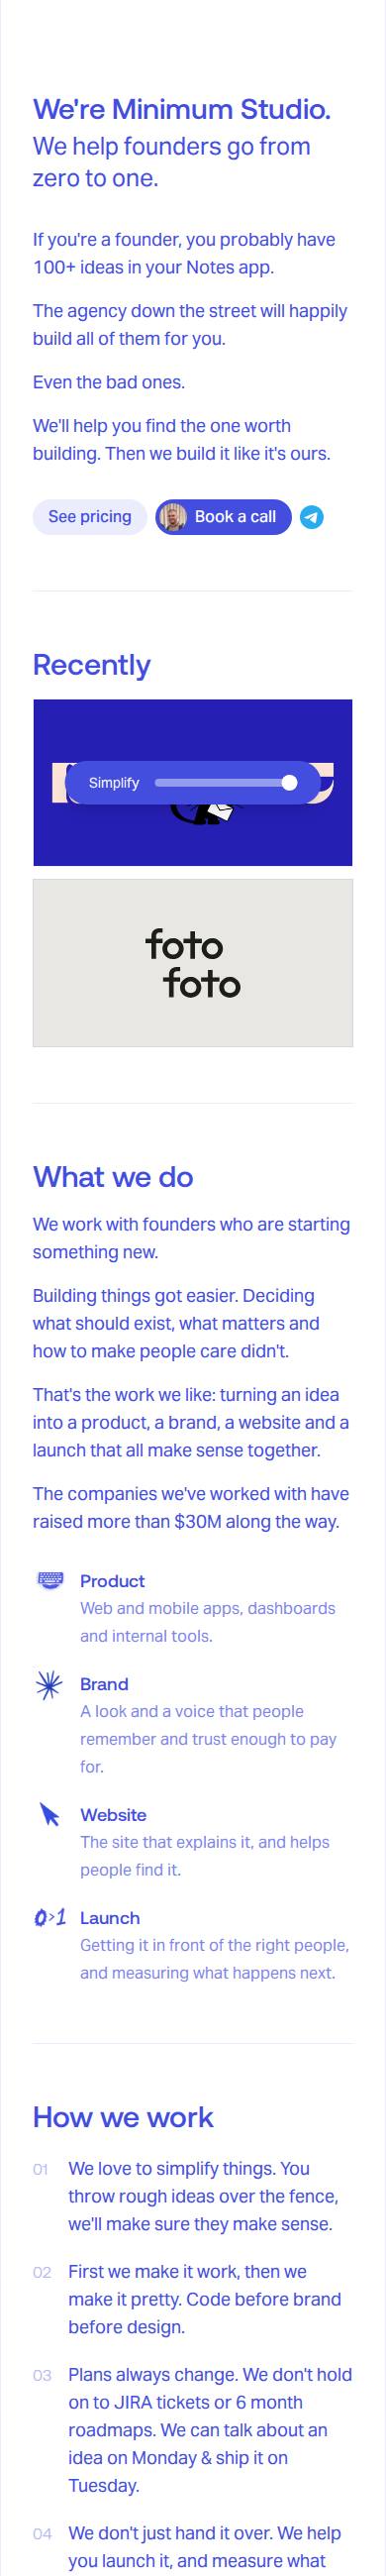 We're Minimum Studio.
We help founders go from
zero to one.
If you're a founder, you probably have
100+ ideas in your Notes app.
The agency down the street will happily
build all of them for you.
Even the bad ones.
We'll help you find the one worth
building. Then we build it like it's ours.
See pricing
Book a call
Recently
Simplify
foto
foto
What we do
We work with founders who are starting
something new.
Building things got easier. Deciding
what should exist, what matters and
how to make people care didn't.
That's the work we like: turning an idea
into a product, a brand, a website and a
launch that all make sense together.
The companies we've worked with have
raised more than $30M along the way.
Product
Web and mobile apps, dashboards
and internal tools.
Brand
A look and a voice that people
remember and trust enough to pay
for.
Website
The site that explains it, and helps
people find it.
0>1 Launch
Getting it in front of the right people,
and measuring what happens next.
How we work
01 We love to simplify things. You
throw rough ideas over the fence,
we'll make sure they make sense.
02 First we make it work, then we
make it pretty. Code before brand
before design.
03 Plans always change. We don't hold
on to JIRA tickets or 6 month
roadmaps. We can talk about an
idea on Monday & ship it on
Tuesday.
04 We don't just hand it over. We help
you launch it, and measure what